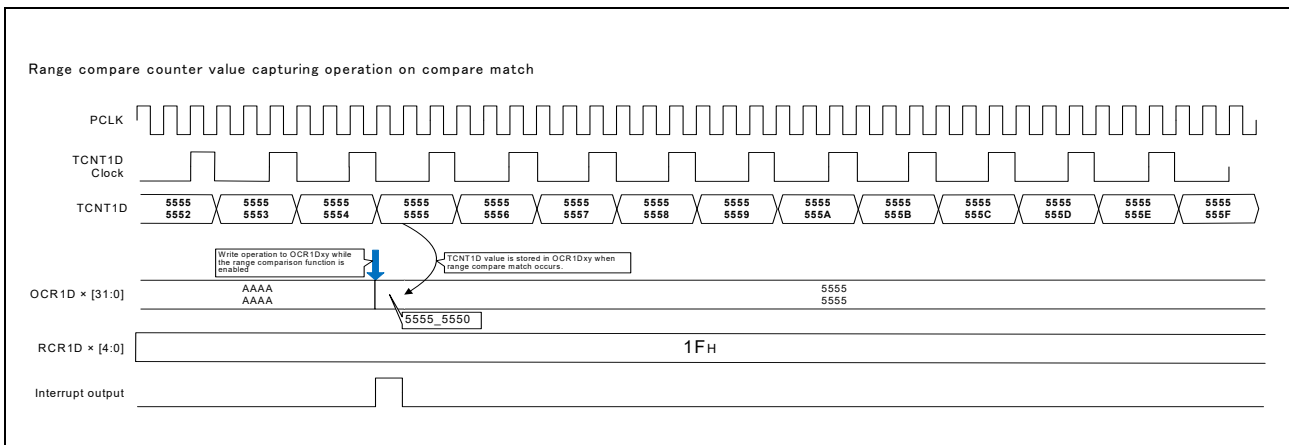 Range compare counter value capturing operation on compare match
PCLK
TCNT1D
Clock
TCNT1D
5555 5555 5555 5555 5555 5555 5555 5555 5555 5555 5555 5555 5555 5555
5552 5553 5554 5555 5556 5557 5558 5559 555A 555B 555C 555D 555E 555F
Write operation to OCR1Dxy while
the range comparison function is
enabled
TCNT1D value is stored in OCR1Dxy when
range compare match occurs.
OCR1D × [31:0]
AAAA
AAAA
5555
5555
5555_5550
RCR1D × [4:0]
1FH
Interrupt output